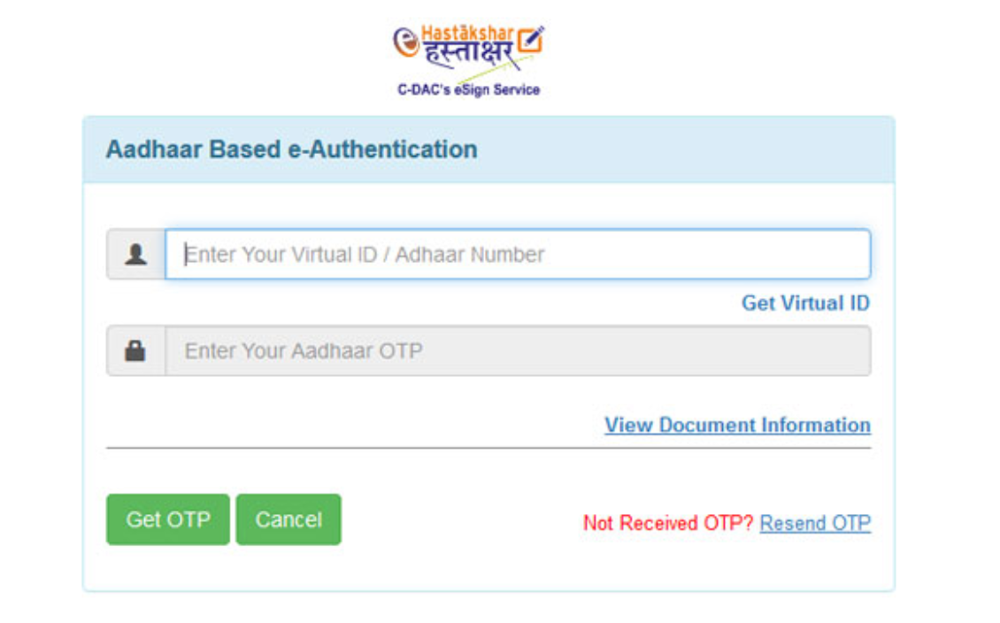 e Hastākshar
हस्ताक्षर
C-DAC's eSign Service
Aadhaar Based e-Authentication
Enter Your Virtual ID / Adhaar Number
Get Virtual ID
Enter Your Aadhaar OTP
View Document Information
Get OTP Cancel Not Received OTP? Resend OTP